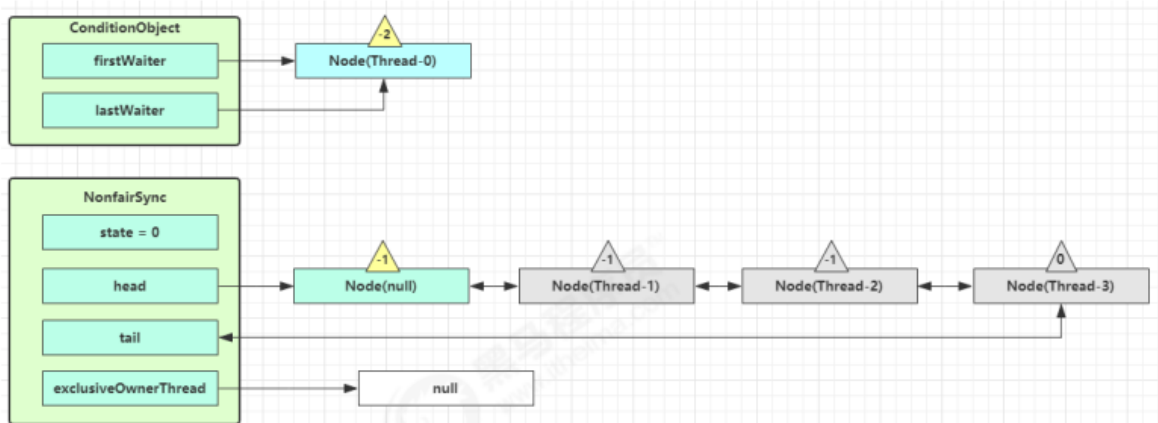 ConditionObject
-2
firstWaiter
Node(Thread-0)
lastWaiter
NonfairSync
state = 0
-1
-1
-1
0
head
Node(null)
Node(Thread-1)
Node(Thread-2)
Node(Thread-3)
tail
exclusiveOwnerThread
null